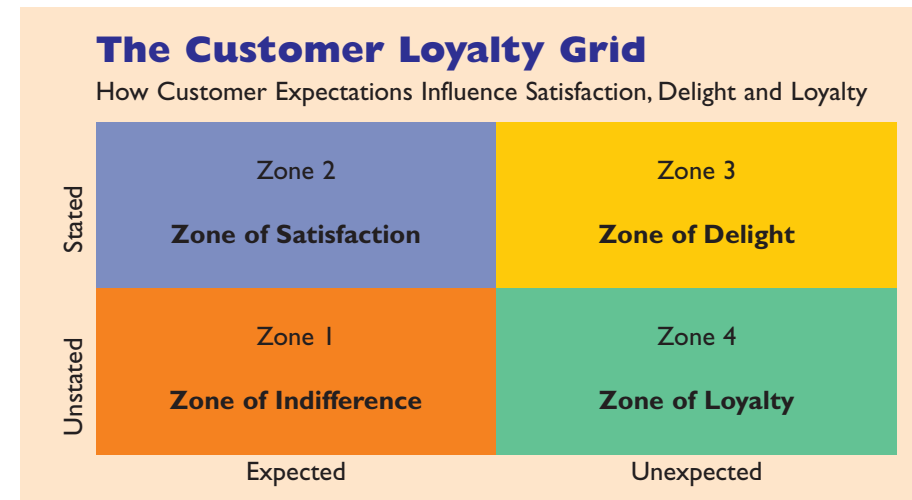 The Customer Loyalty Grid
How Customer Expectations Influence Satisfaction, Delight and Loyalty
Stated
Zone 2
Zone of Satisfaction
Zone 3
Zone of Delight
Unstated
Zone 1
Zone of Indifference
Zone 4
Zone of Loyalty
Expected
Unexpected